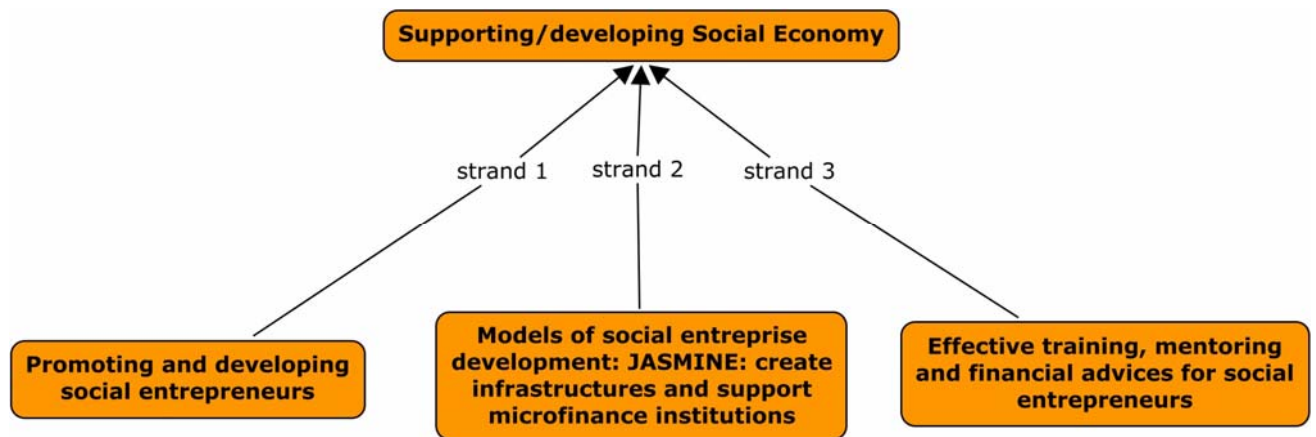 Supporting/developing Social Economy
strand 1
strand 2
strand 3
Promoting and developing
social entrepreneurs
Models of social entreprise
development: JASMINE: create
infrastructures and support
microfinance institutions
Effective training, mentoring
and financial advices for social
entrepreneurs